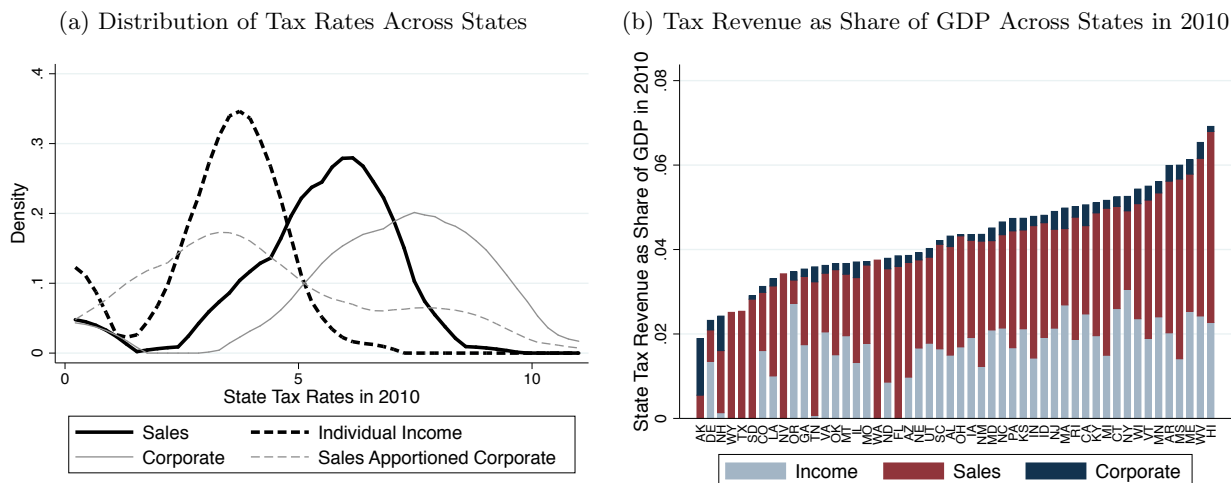 (a) Distribution of Tax Rates Across States
.4
.3
.2
.1
0
Density
0 5 10
State Tax Rates in 2010
Sales
Individual Income
Corporate
Sales Apportioned Corporate
(b) Tax Revenue as Share of GDP Across States in 2010
.08
.06
.04
.02
0
State Tax Revenue as Share of GDP in 2010
AK DE NH WY TX SD CO LA NV OR GA TN VA OK MT IL MO WA ND FL AZ NE UT SC AL OH IA NM MD NC PA KS IN ID NJ MA RI CA KY MI CT NY WI VT MN AR MS ME WV HI
Income Sales Corporate